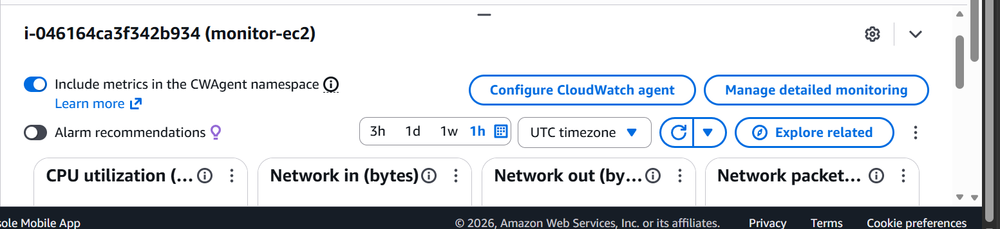 i-046164ca3f342b934 (monitor-ec2)
Include metrics in the CWAgent namespace
Learn more
Configure CloudWatch agent
Manage detailed monitoring
Alarm recommendations
3h 1d 1w 1h
UTC timezone
Explore related
CPU utilization (...
Network in (bytes)
Network out (by...
Network packet...
sole Mobile App
© 2026, Amazon Web Services, Inc. or its affiliates.
Privacy
Terms
Cookie preferences